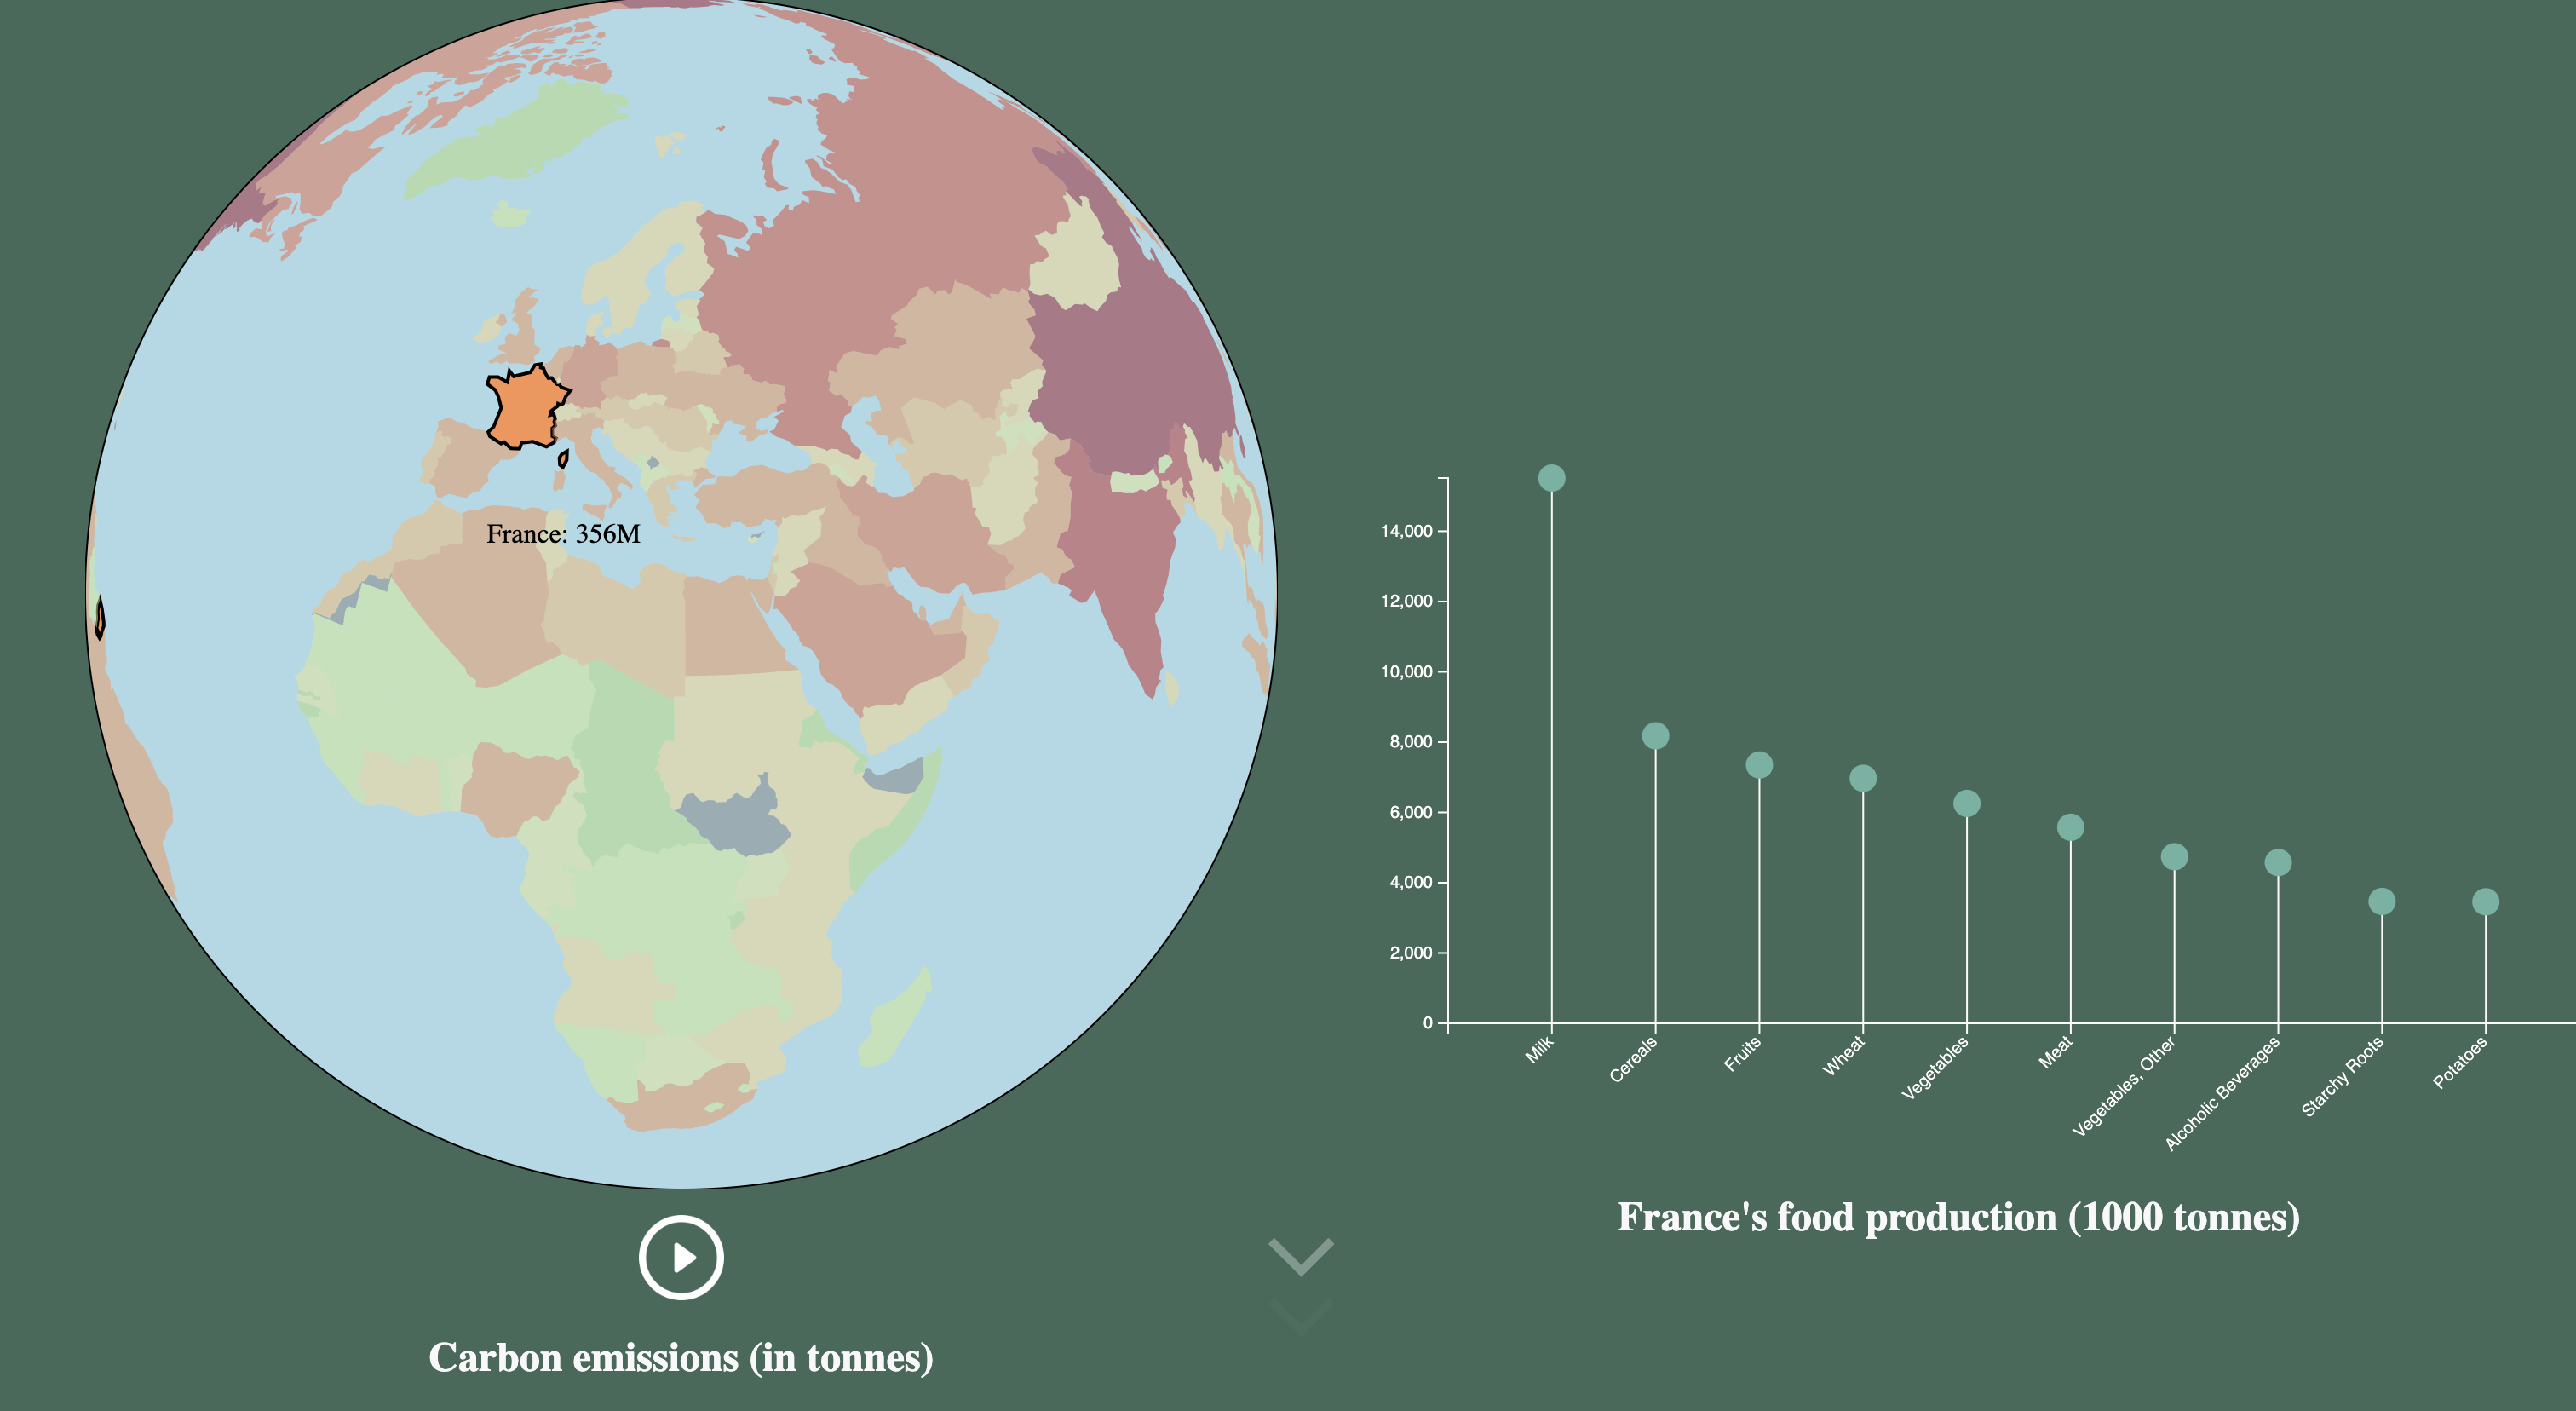 France: 356M
Carbon emissions (in tonnes)
14,000
12,000
10,000
8,000
6,000
4,000
2,000
0
Milk
Cereals
Fruits
Wheat
Vegetables
Meat
Vegetables, Other
Alcoholic Beverages
Starchy Roots
Potatoes
France's food production (1000 tonnes)